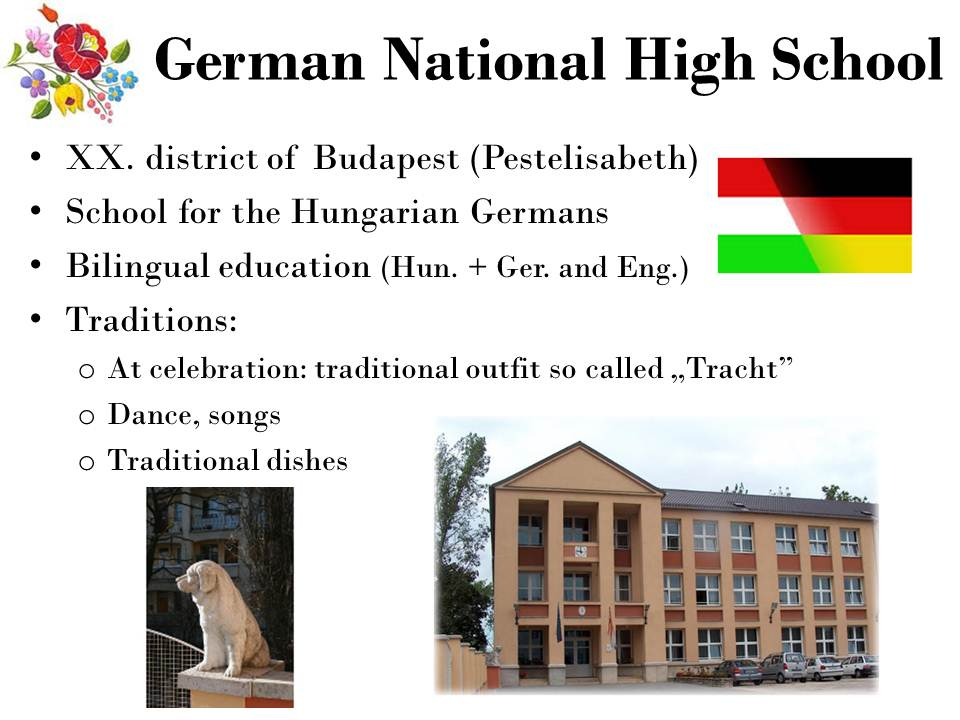 German National High School
• XX. district of Budapest (Pestelisabeth)
• School for the Hungarian Germans
• Bilingual education (Hun. + Ger. and Eng.)
• Traditions:
o At celebration: traditional outfit so called „Tracht”
o Dance, songs
o Traditional dishes